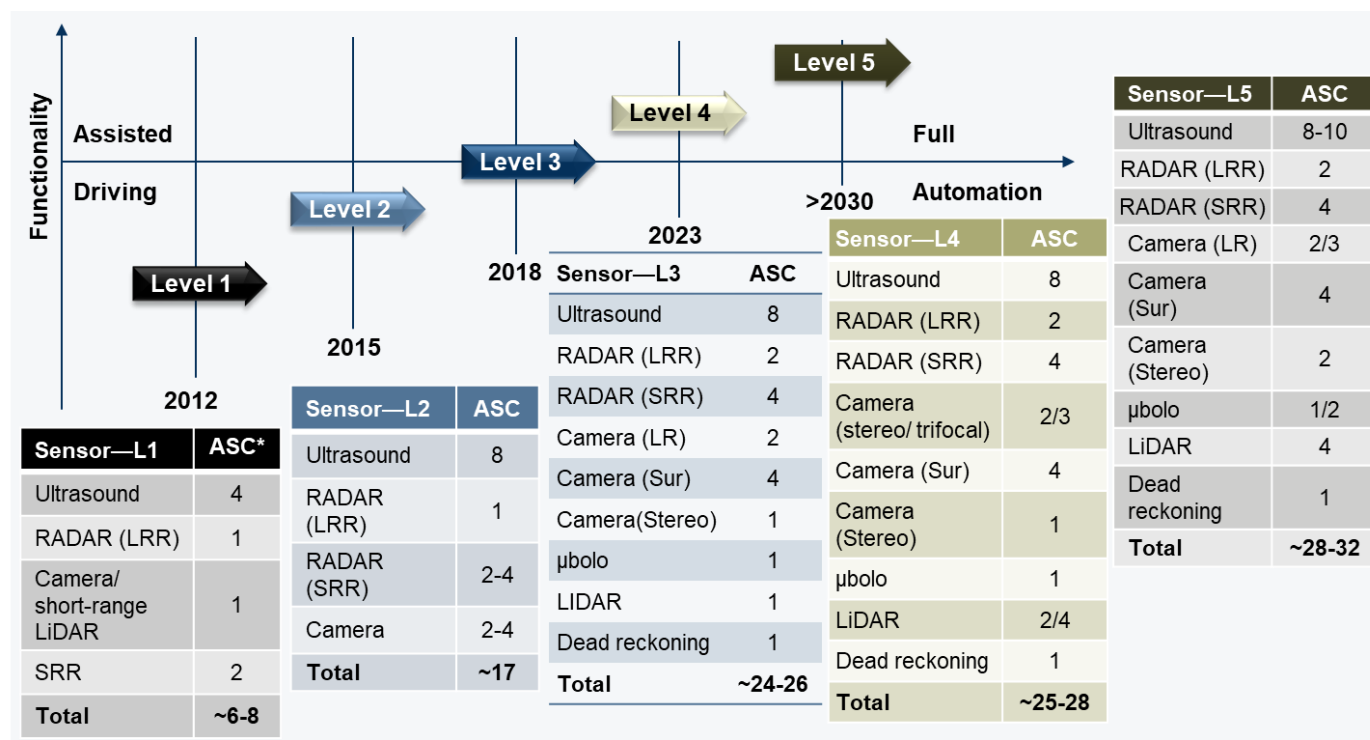 Functionality
Assisted
Driving
Full
Automation
Level 1
Level 2
Level 3
Level 4
Level 5
2012
2015
2018
2023
>2030
Sensor—L1 ASC*
Ultrasound 4
RADAR (LRR) 1
Camera/
short-range
LiDAR
1
SRR 2
Total ~6-8
Sensor—L2 ASC
Ultrasound 8
RADAR
(LRR)
1
RADAR
(SRR)
2-4
Camera 2-4
Total ~17
Sensor—L3 ASC
Ultrasound 8
RADAR (LRR) 2
RADAR (SRR) 4
Camera (LR) 2
Camera (Sur) 4
Camera(Stereo) 1
µbolo 1
LIDAR 1
Dead reckoning 1
Total ~24-26
Sensor—L4 ASC
Ultrasound 8
RADAR (LRR) 2
RADAR (SRR) 4
Camera
(stereo/ trifocal)
2/3
Camera (Sur) 4
Camera
(Stereo)
1
µbolo 1
LiDAR 2/4
Dead reckoning 1
Total ~25-28
Sensor—L5 ASC
Ultrasound 8-10
RADAR (LRR) 2
RADAR (SRR) 4
Camera (LR) 2/3
Camera
(Sur)
4
Camera
(Stereo)
2
µbolo 1/2
LiDAR 4
Dead
reckoning
1
Total ~28-32